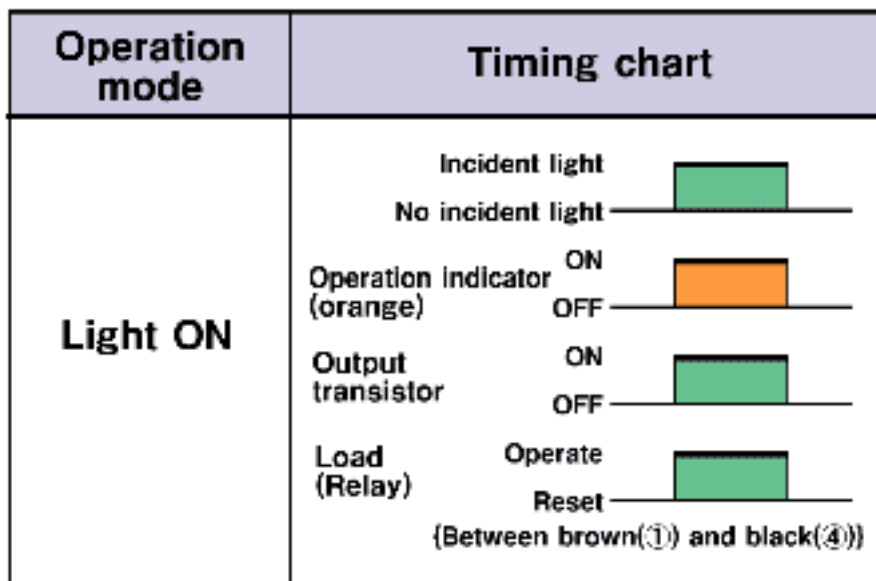 Operation
mode
Timing chart
Light ON
Incident light
No incident light
Operation indicator
(orange)
ON
OFF
Output
transistor
ON
OFF
Load
(Relay)
Operate
Reset
{Between brown(①) and black(④)}